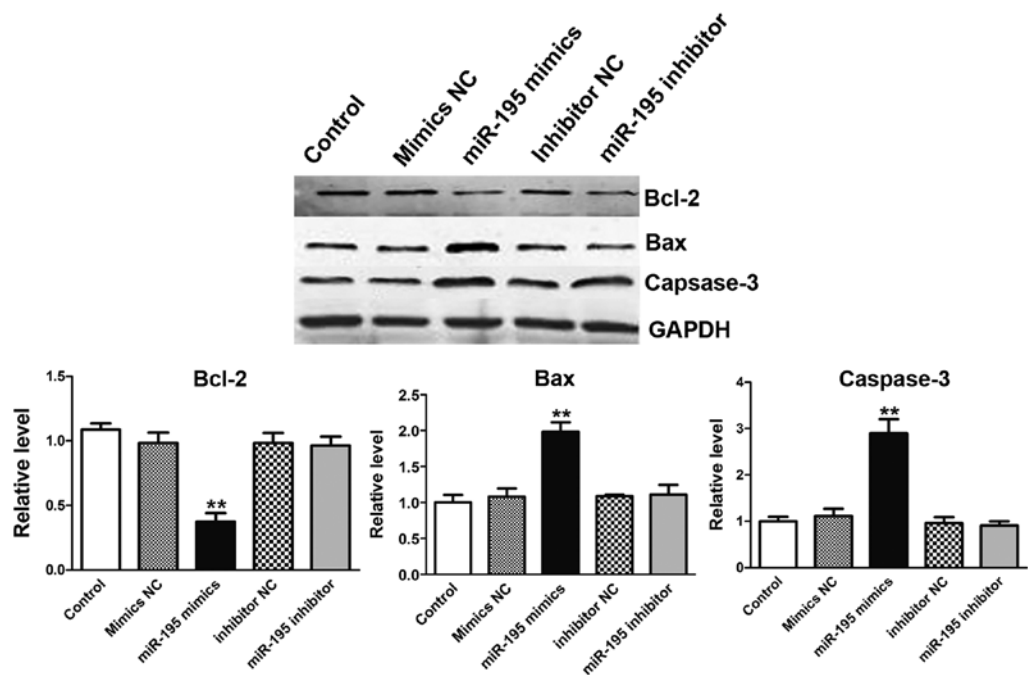 Control
Mimics NC
miR-195 mimics
Inhibitor NC
miR-195 inhibitor
Bcl-2
Bax
Capsase-3
GAPDH
Bcl-2
Relative level
1.5
1.0
0.5
0.0
**
Control
Mimics NC
miR-195 mimics
inhibitor NC
miR-195 inhibitor
Bax
Relative level
2.5
2.0
1.5
1.0
0.5
0.0
**
Control
Mimics NC
miR-195 mimics
inhibitor NC
miR-195 inhibitor
Caspase-3
Relative level
4
3
2
1
0
**
Control
Mimics NC
miR-195 mimics
inhibitor NC
miR-195 inhibitor